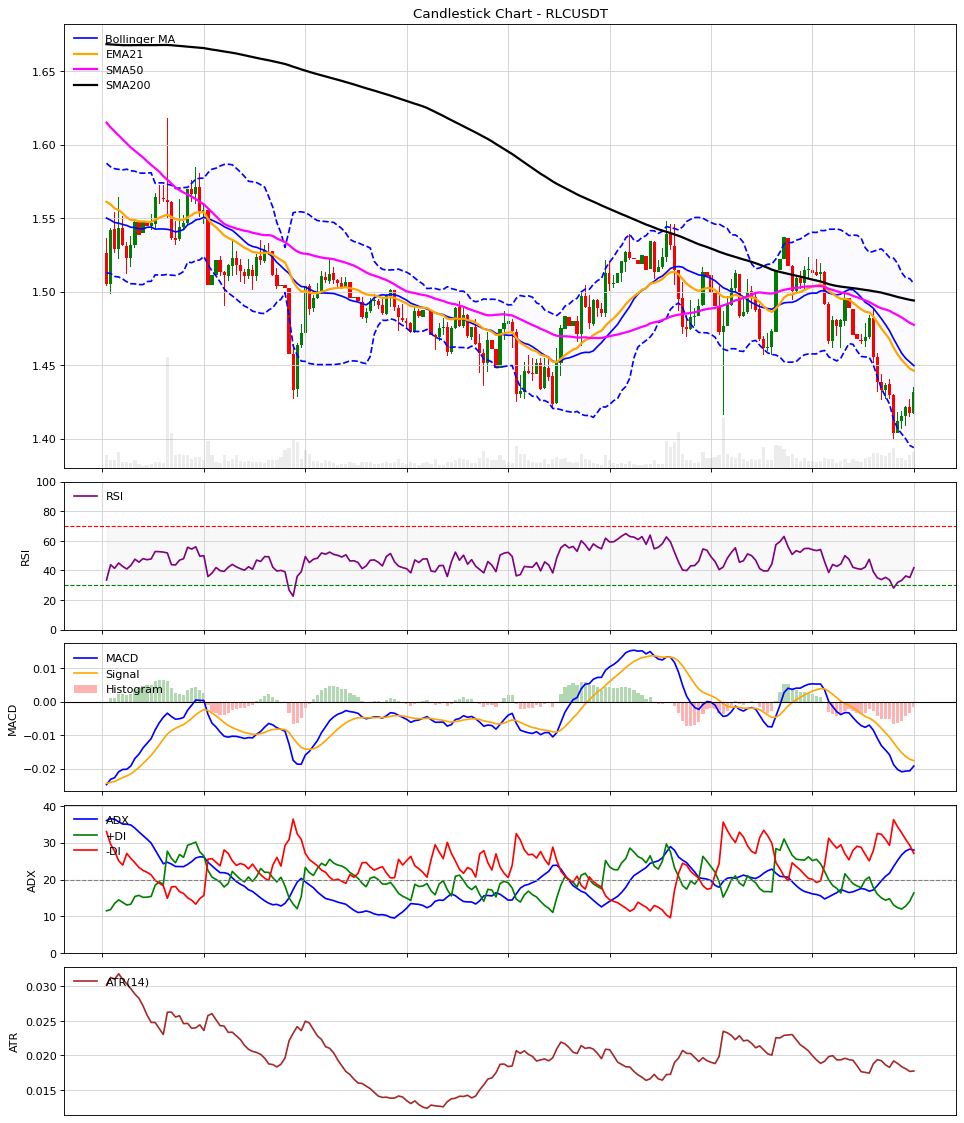 Candlestick Chart - RLCUSDT
Bollinger MA
EMA21
SMA50
SMA200
1.65
1.60
1.55
1.50
1.45
1.40
RSI
RSI
100
80
60
40
20
0
MACD
MACD
Signal
Histogram
0.01
0.00
−0.01
−0.02
ADX
ADX
+DI
-DI
40
30
20
10
0
ATR
ATR(14)
0.030
0.025
0.020
0.015